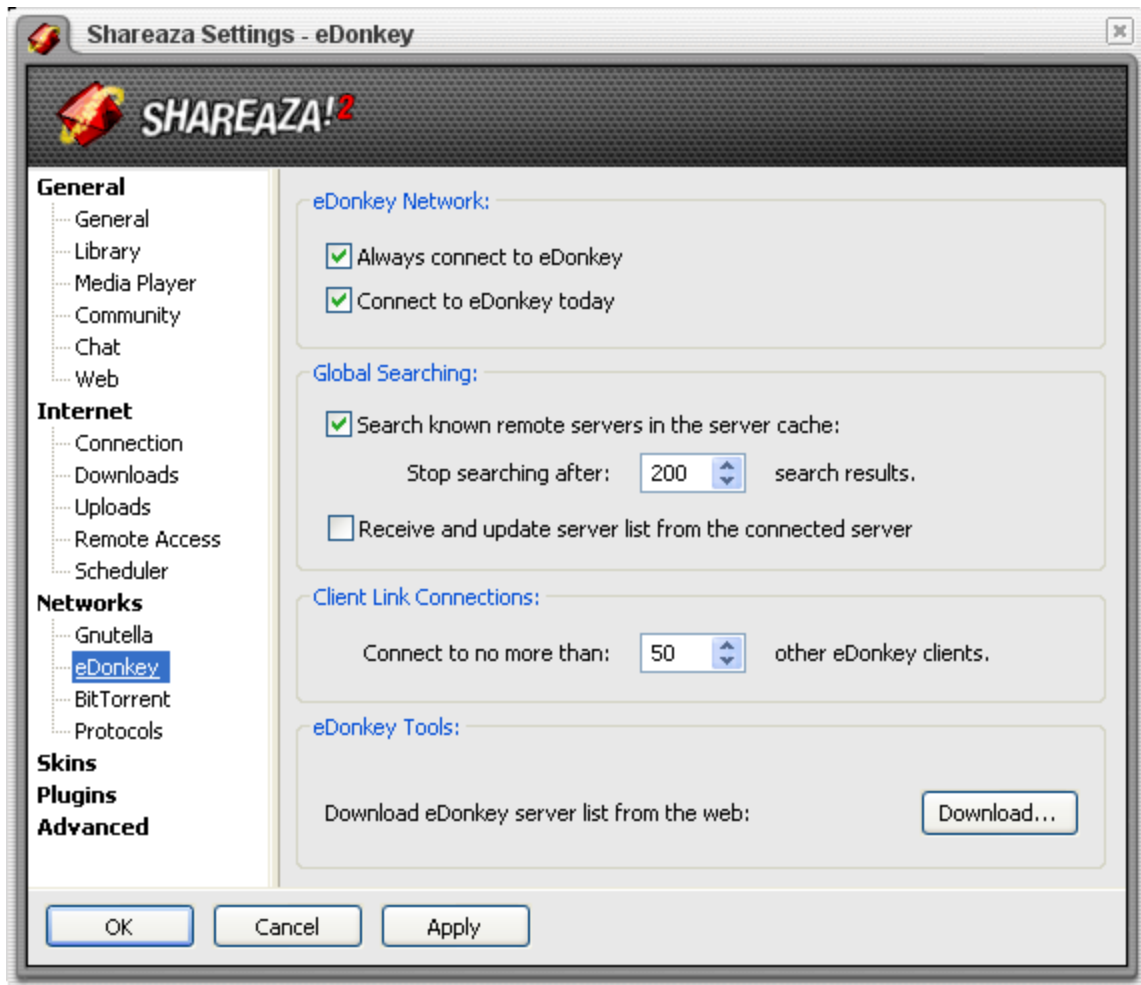 Shareaza Settings - eDonkey
SHAREAZA!2
General
General
Library
Media Player
Community
Chat
Web
Internet
Connection
Downloads
Uploads
Remote Access
Scheduler
Networks
Gnutella
eDonkey
BitTorrent
Protocols
Skins
Plugins
Advanced
eDonkey Network:
Always connect to eDonkey
Connect to eDonkey today
Global Searching:
Search known remote servers in the server cache:
Stop searching after: 200 search results.
Receive and update server list from the connected server
Client Link Connections:
Connect to no more than: 50 other eDonkey clients.
eDonkey Tools:
Download eDonkey server list from the web: Download...
OK Cancel Apply